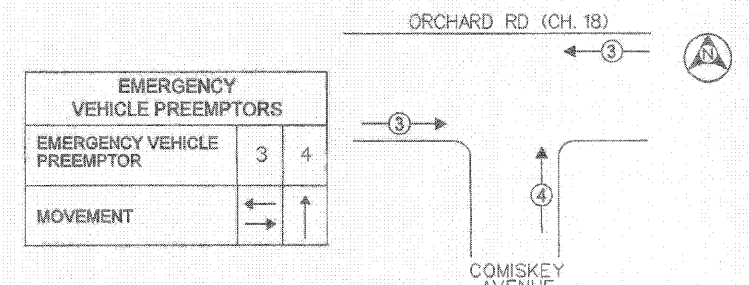 ORCHARD RD (CH. 18)
3
N
EMERGENCY
VEHICLE PREEMPTORS
EMERGENCY VEHICLE
PREEMPTOR
3
4
MOVEMENT
3
4
COMISKEY
AVENUE